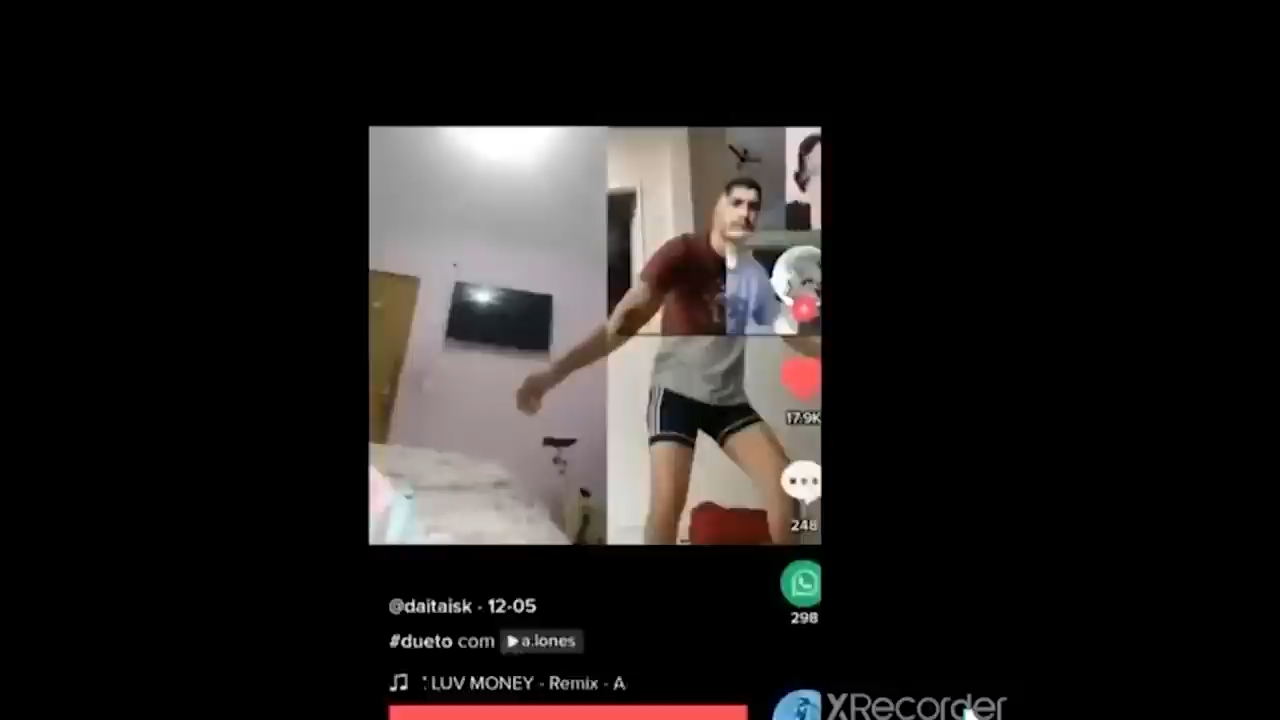 17.9K
248
298
@daitaisk · 12-05
#dueto com ▶a.lones
LUV MONEY - Remix - A
XRecorder